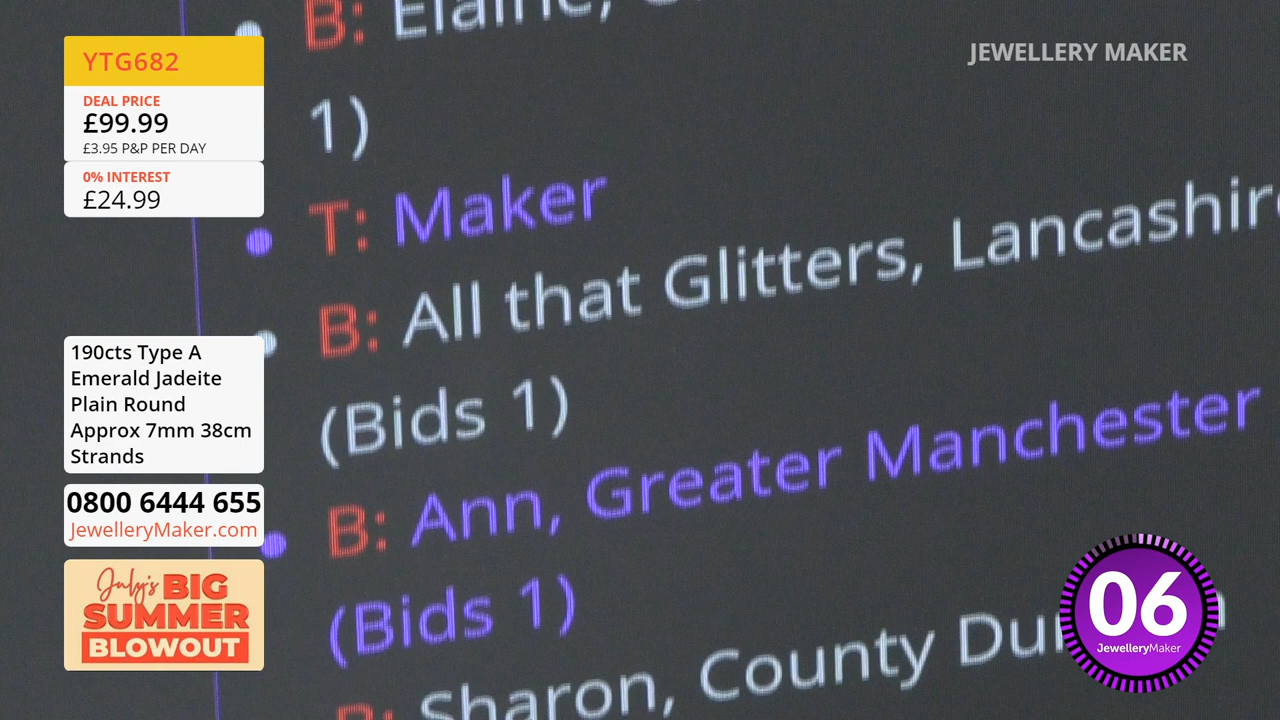 YTG682
DEAL PRICE
£99.99
£3.95 P&P PER DAY
0% INTEREST
£24.99
190cts Type A
Emerald Jadeite
Plain Round
Approx 7mm 38cm
Strands
0800 6444 655
JewelleryMaker.com
July's BIG
SUMMER
BLOWOUT
JEWELLERY MAKER
B: Elaine,
1)
T: Maker
B: All that Glitters,
(Bids 1)
B: Ann, Greater Manchester
(Bids 1)
Sharon, County
06
JewelleryMaker